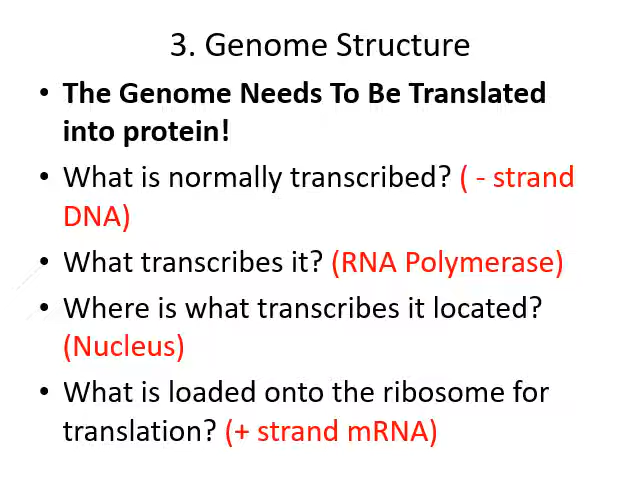 3. Genome Structure
• The Genome Needs To Be Translated
into protein!
• What is normally transcribed? ( - strand
DNA)
• What transcribes it? (RNA Polymerase)
• Where is what transcribes it located?
(Nucleus)
• What is loaded onto the ribosome for
translation? (+ strand mRNA)